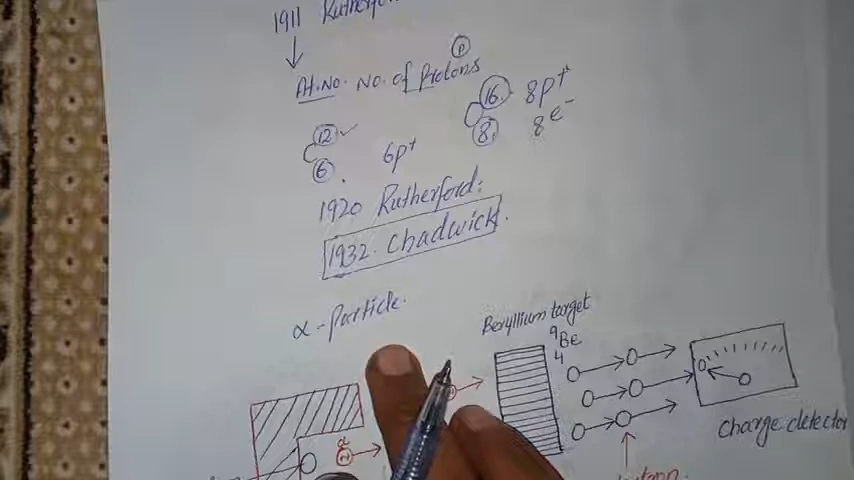 1911 Rutherfor
At. No. No. of Protons
p
12
C
6
6p+
16
O
8
8p+
8e-
1920 Rutherford:
1932. Chadwick.
α-Particle.
Beryllium target
9
Be
4
O
α
Charge detector